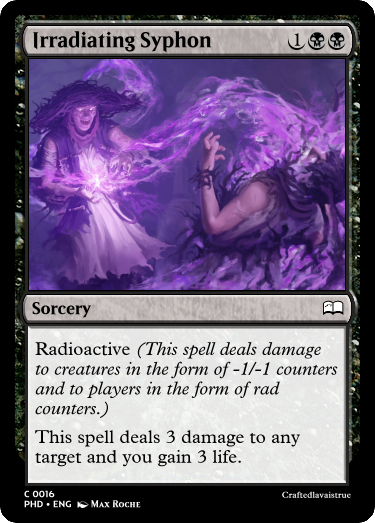 Irradiating Syphon 1
Sorcery
Radioactive (This spell deals damage
to creatures in the form of -1/-1 counters
and to players in the form of rad
counters.)
This spell deals 3 damage to any
target and you gain 3 life.
C 0016
PHD • ENG Max Roche
Craftedlavaistrue